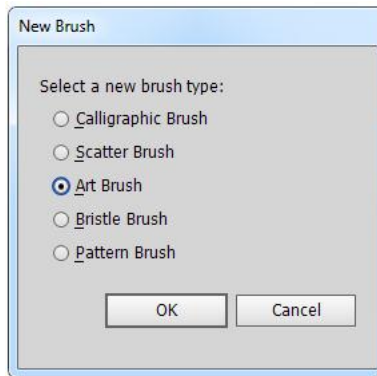 New Brush
Select a new brush type:
Calligraphic Brush
Scatter Brush
Art Brush
Bristle Brush
Pattern Brush
OK Cancel